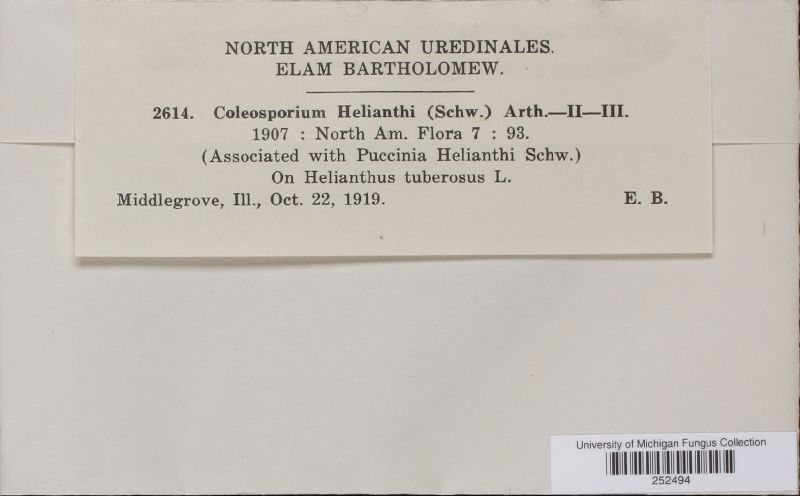 NORTH AMERICAN UREDINALES.
ELAM BARTHOLOMEW.
2614. Coleosporium Helianthi (Schw.) Arth.—II—III.
1907 : North Am. Flora 7 : 93.
(Associated with Puccinia Helianthi Schw.)
On Helianthus tuberosus L.
Middlegrove, Ill., Oct. 22, 1919. E. B.
University of Michigan Fungus Collection
252494